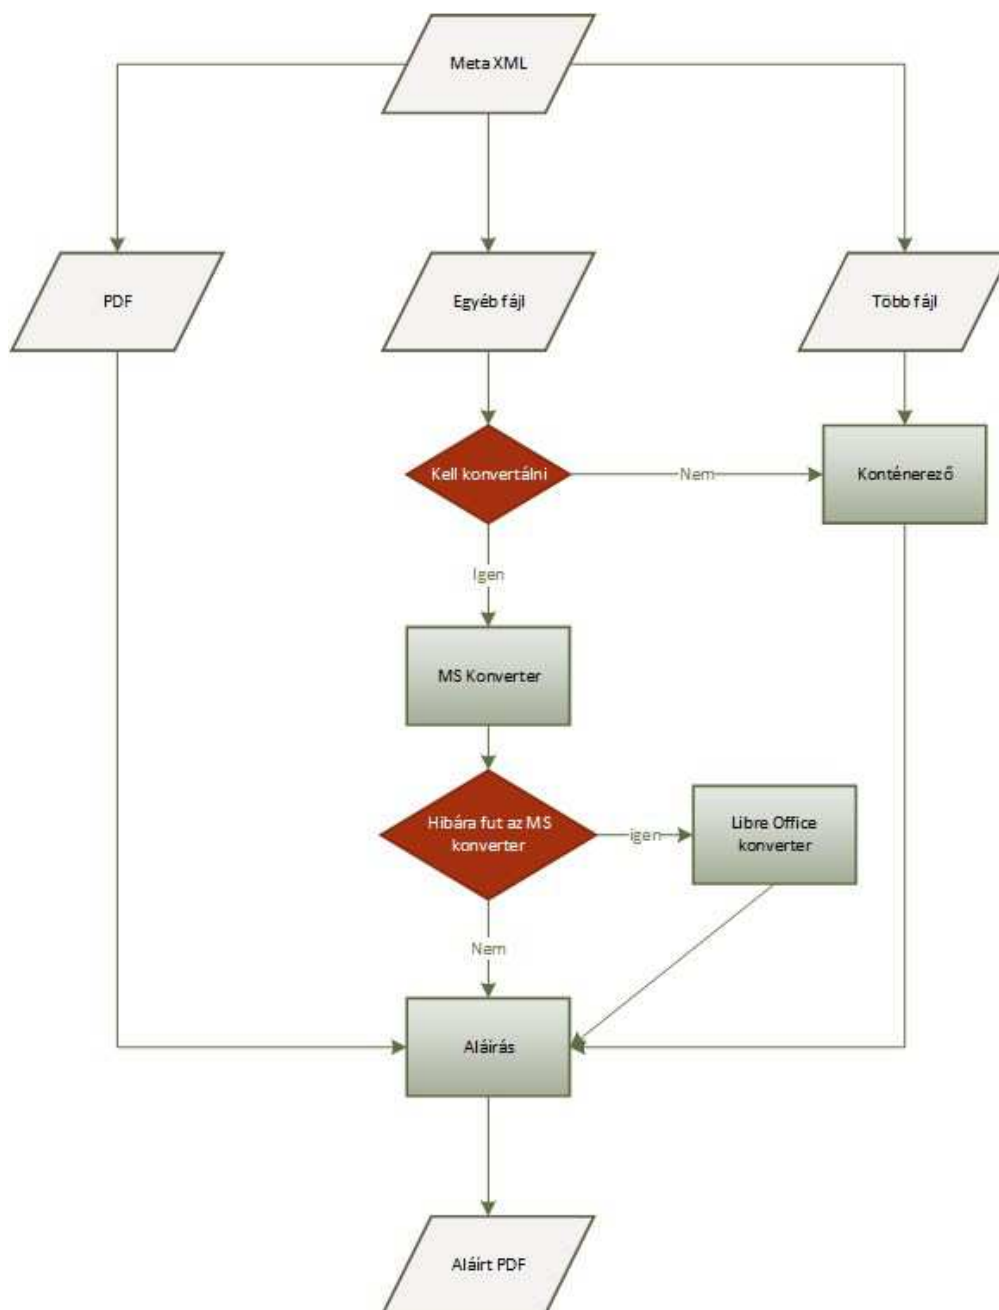 Meta XML
PDF
Egyéb fájl
Több fájl
Kell konvertálni
Nem
Konténerező
Igen
MS Konverter
Hibára fut az MS
konverter
igen
Libre Office
konverter
Nem
Aláírás
Aláírt PDF